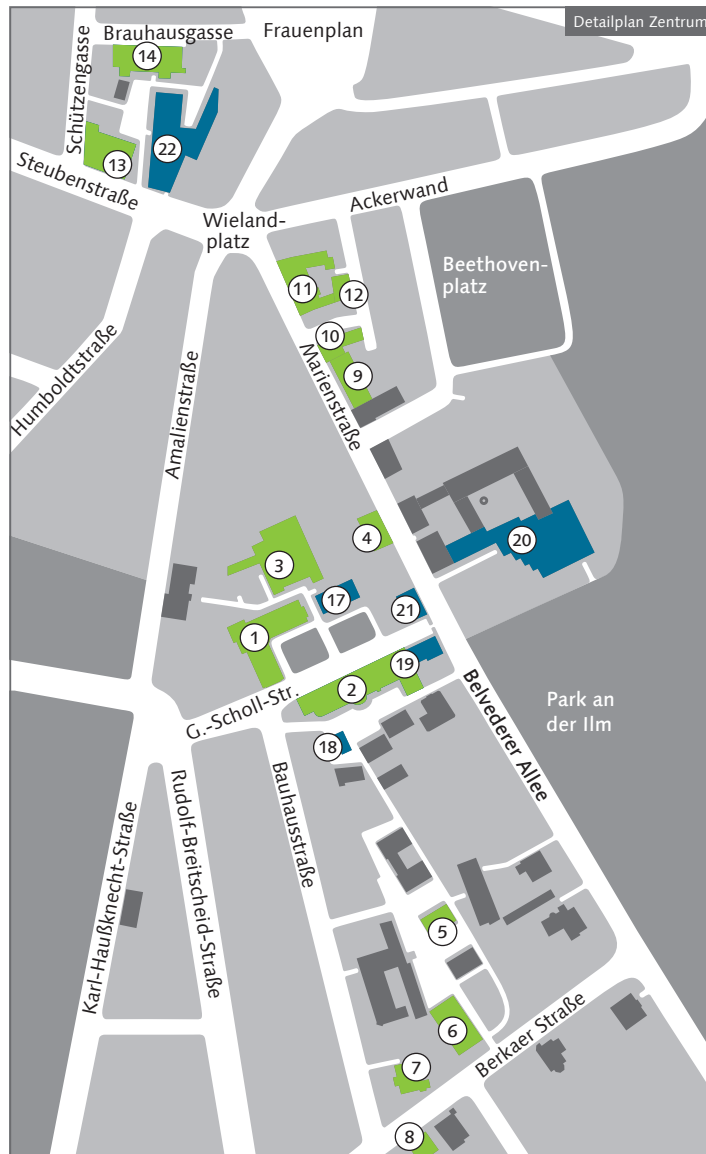 Detailplan Zentrum
Brauhausgasse
Frauenplan
14
Schützengasse
22
13
Steubenstraße
Ackerwand
Wieland-
platz
Beethoven-
platz
11
12
10
9
Marienstraße
Humboldtstraße
Amalienstraße
4
20
3
17
21
1
19
2
G.-Scholl-Str.
Belvederer Allee
Park an
der Ilm
18
Bauhausstraße
Rudolf-Breitscheid-Straße
Karl-Haußknecht-Straße
5
6
Berkaer Straße
7
8